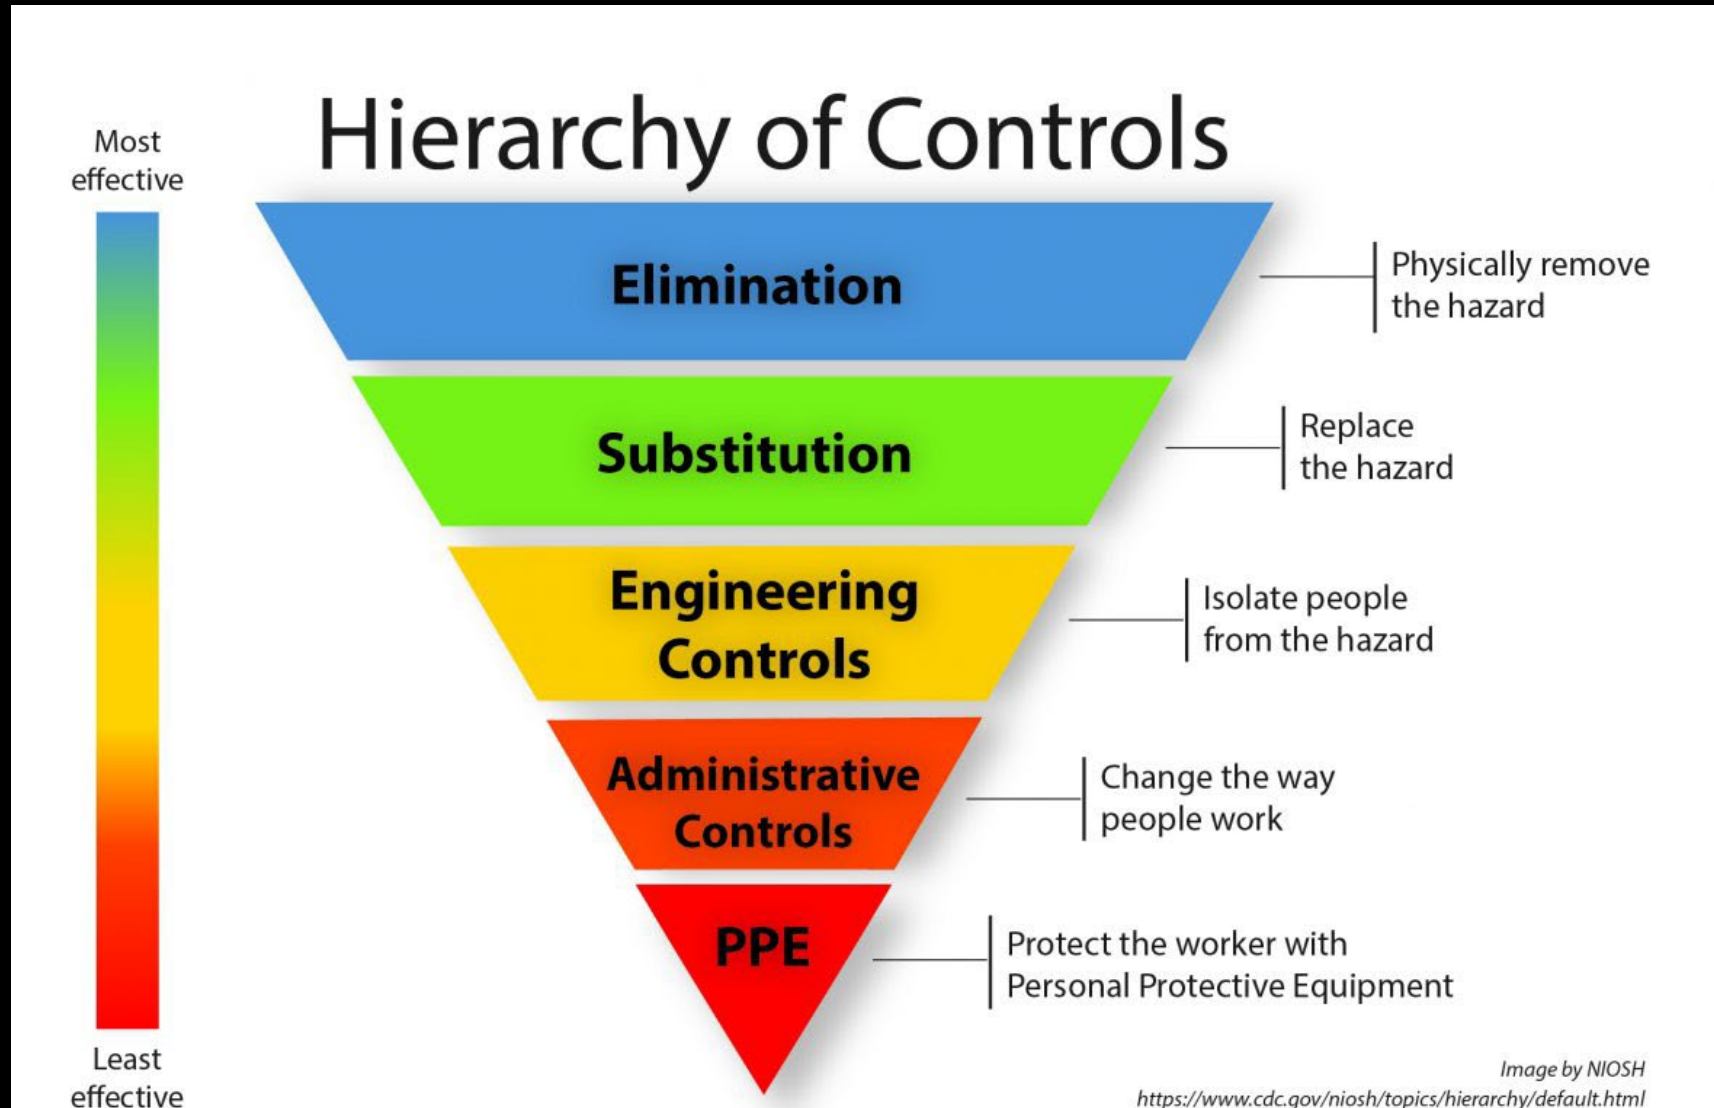 Hierarchy of Controls
Most
effective
Elimination
Physically remove
the hazard
Substitution
Replace
the hazard
Engineering
Controls
Isolate people
from the hazard
Administrative
Controls
Change the way
people work
PPE
Protect the worker with
Personal Protective Equipment
Least
effective
Image by NIOSH
https://www.cdc.gov/niosh/topics/hierarchy/default.html